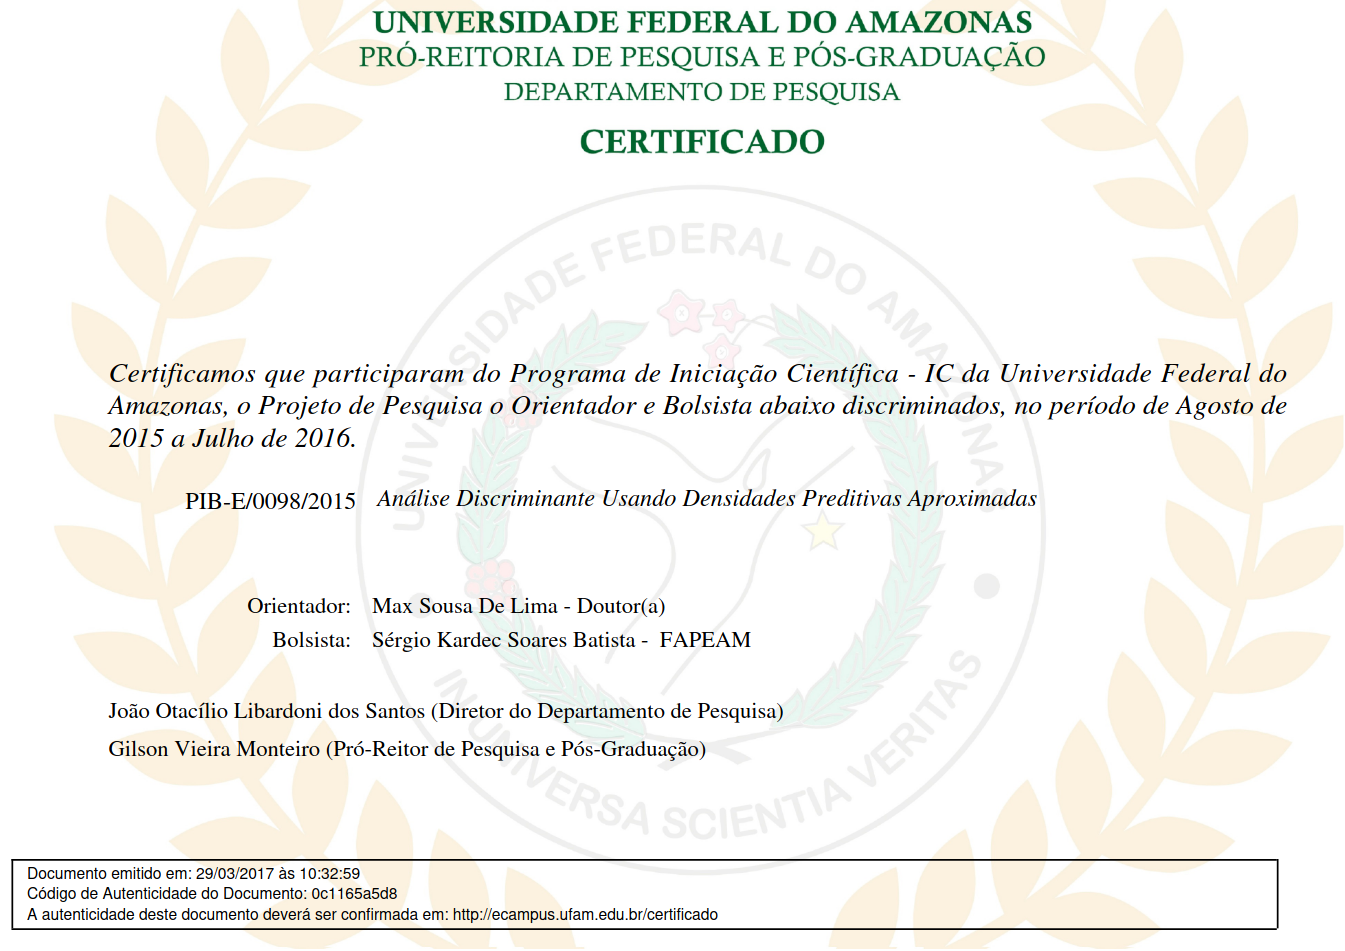 UNIVERSIDADE FEDERAL DO AMAZONAS
PRÓ-REITORIA DE PESQUISA E PÓS-GRADUAÇÃO
DEPARTAMENTO DE PESQUISA
CERTIFICADO
UNIVERSIDADE FEDERAL DO AMAZONAS
Certificamos que participaram do Programa de Iniciação Científica - IC da Universidade Federal do
Amazonas, o Projeto de Pesquisa o Orientador e Bolsista abaixo discriminados, no período de Agosto de
2015 a Julho de 2016.
PIB-E/0098/2015 Análise Discriminante Usando Densidades Preditivas Aproximadas
Orientador: Max Sousa De Lima - Doutor(a)
Bolsista: Sérgio Kardec Soares Batista - FAPEAM
João Otacílio Libardoni dos Santos (Diretor do Departamento de Pesquisa)
Gilson Vieira Monteiro (Pró-Reitor de Pesquisa e Pós-Graduação)
IN UNIVERSA SCIENTIA VERITAS
Documento emitido em: 29/03/2017 às 10:32:59
Código de Autenticidade do Documento: 0c1165a5d8
A autenticidade deste documento deverá ser confirmada em: http://ecampus.ufam.edu.br/certificado